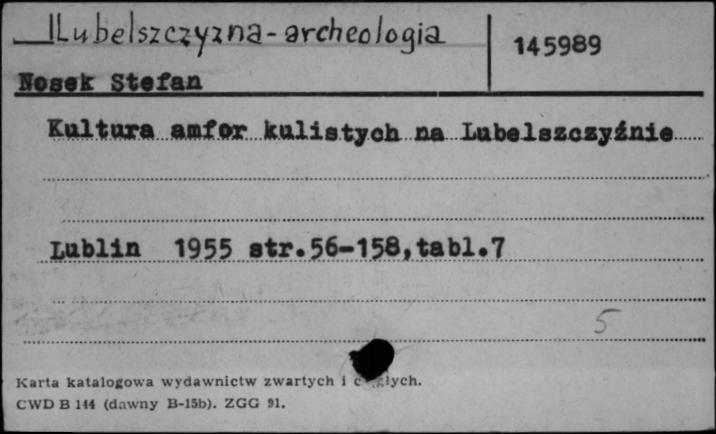 Lubelszczyzna-archeologia
145989
Nosek Stefan
Kultura amfor kulistych na Lubelszczyźnie
Lublin 1955 str.56-158,tabl.7
5
Karta katalogowa wydawnictw zwartych i
CWD B 144 (dawny B-15b). ZGG 91.